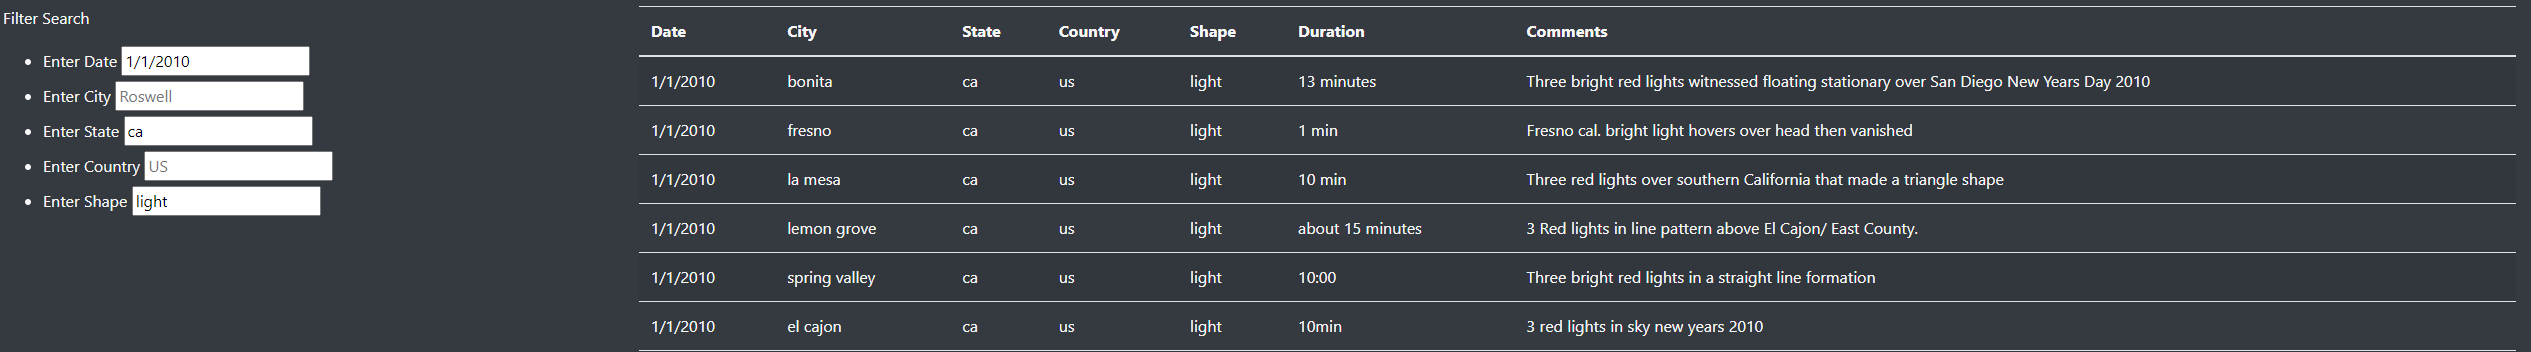 Filter Search
Enter Date 1/1/2010
Enter City Roswell
Enter State ca
Enter Country US
Enter Shape light
Date City State Country Shape Duration Comments
1/1/2010 bonita ca us light 13 minutes Three bright red lights witnessed floating stationary over San Diego New Years Day 2010
1/1/2010 fresno ca us light 1 min Fresno cal. bright light hovers over head then vanished
1/1/2010 la mesa ca us light 10 min Three red lights over southern California that made a triangle shape
1/1/2010 lemon grove ca us light about 15 minutes 3 Red lights in line pattern above El Cajon/ East County.
1/1/2010 spring valley ca us light 10:00 Three bright red lights in a straight line formation
1/1/2010 el cajon ca us light 10min 3 red lights in sky new years 2010